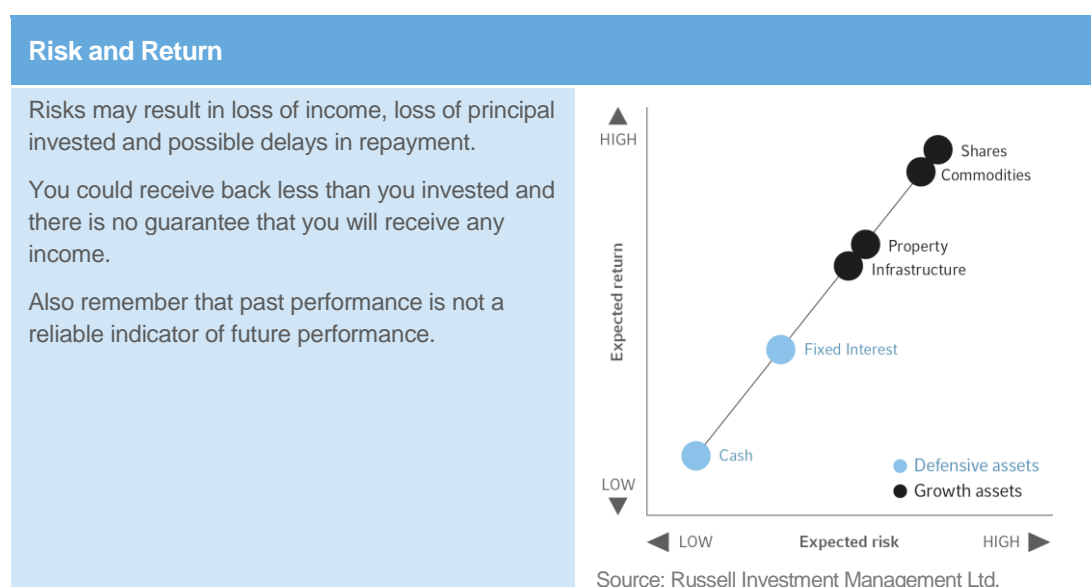 Risk and Return
Risks may result in loss of income, loss of principal
invested and possible delays in repayment.
You could receive back less than you invested and
there is no guarantee that you will receive any
income.
Also remember that past performance is not a
reliable indicator of future performance.
HIGH
Expected return
LOW
Shares
Commodities
Property
Infrastructure
Fixed Interest
Cash
Defensive assets
Growth assets
LOW Expected risk HIGH
Source: Russell Investment Management Ltd.